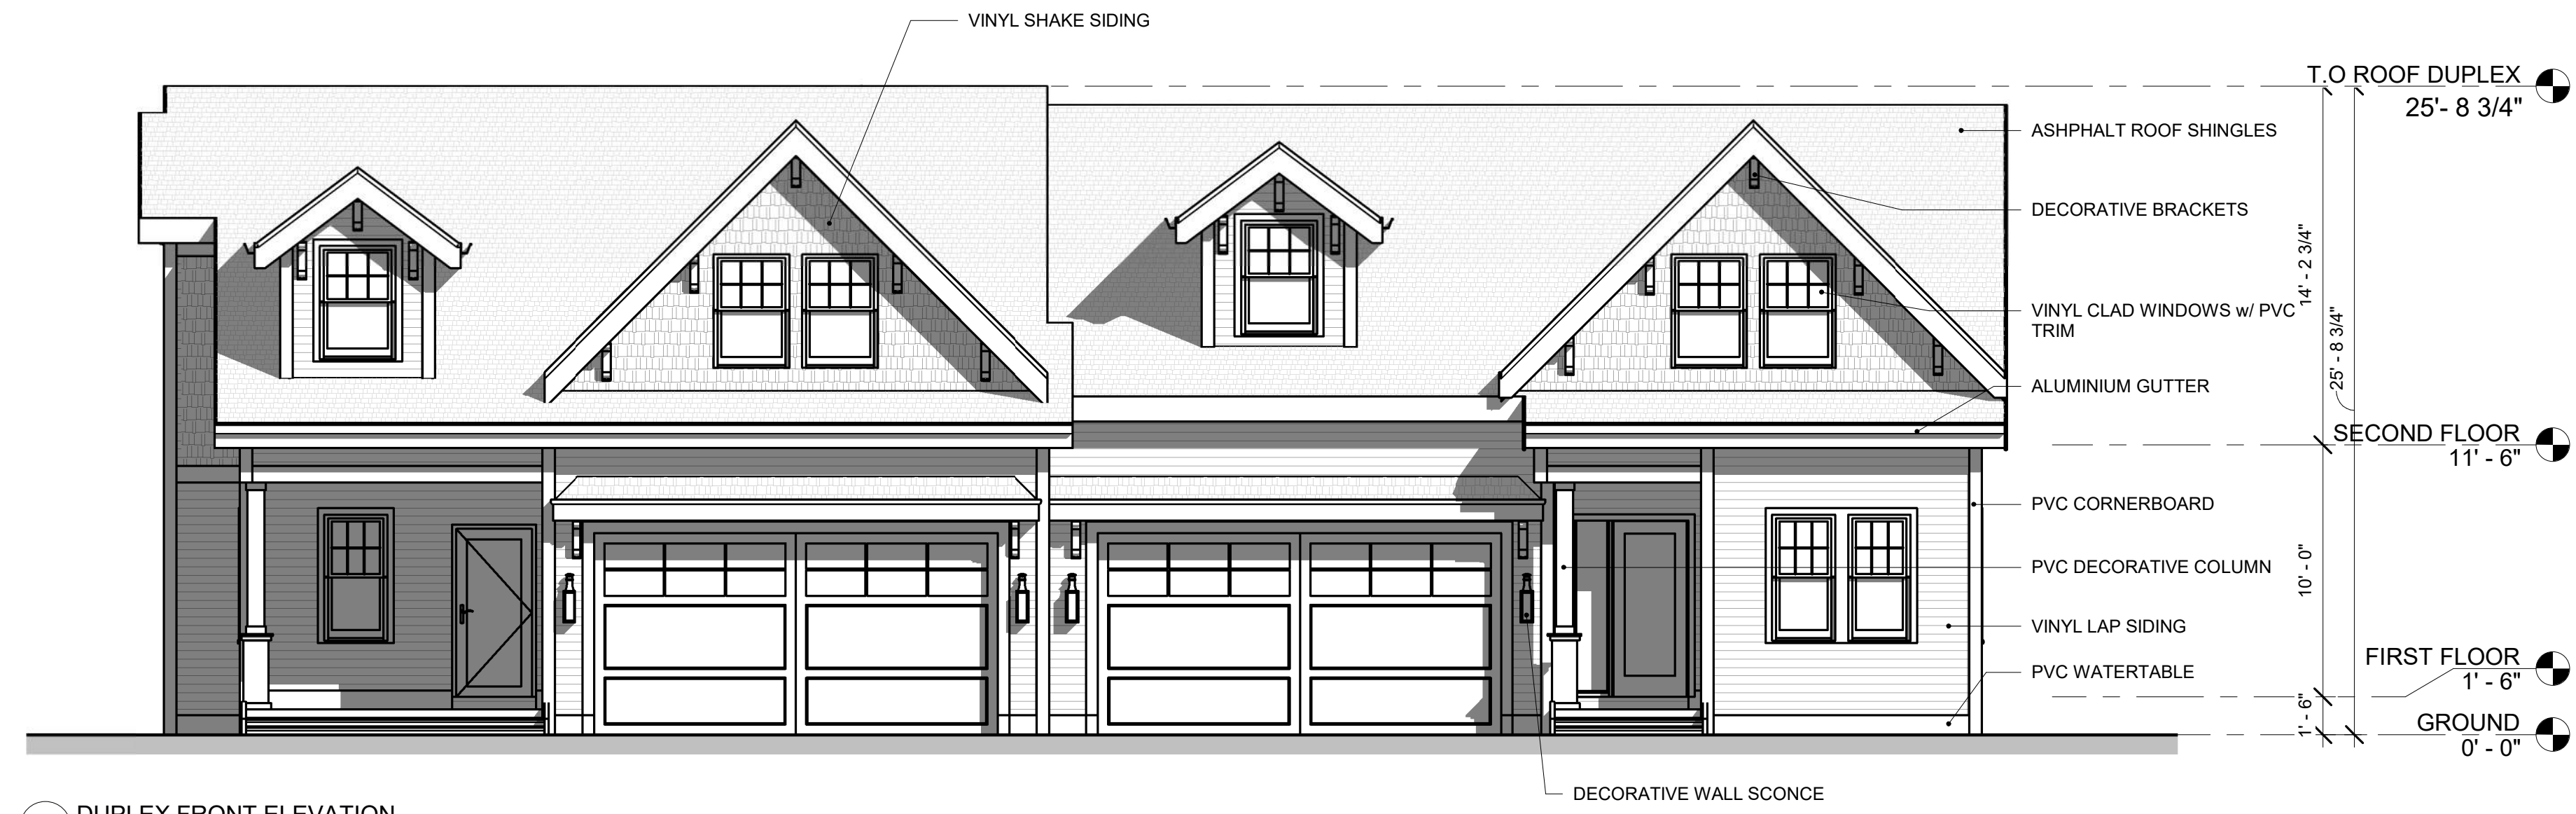 VINYL SHAKE SIDING
T.O ROOF DUPLEX
25'- 8 3/4"
ASHPHALT ROOF SHINGLES
DECORATIVE BRACKETS
14' - 2 3/4"
VINYL CLAD WINDOWS w/ PVC
TRIM
25' - 8 3/4"
ALUMINIUM GUTTER
SECOND FLOOR
11' - 6"
PVC CORNERBOARD
PVC DECORATIVE COLUMN
10' - 0"
VINYL LAP SIDING
FIRST FLOOR
1' - 6"
PVC WATERTABLE
1' - 6"
GROUND
0' - 0"
DECORATIVE WALL SCONCE
DUPLEX FRONT ELEVATION